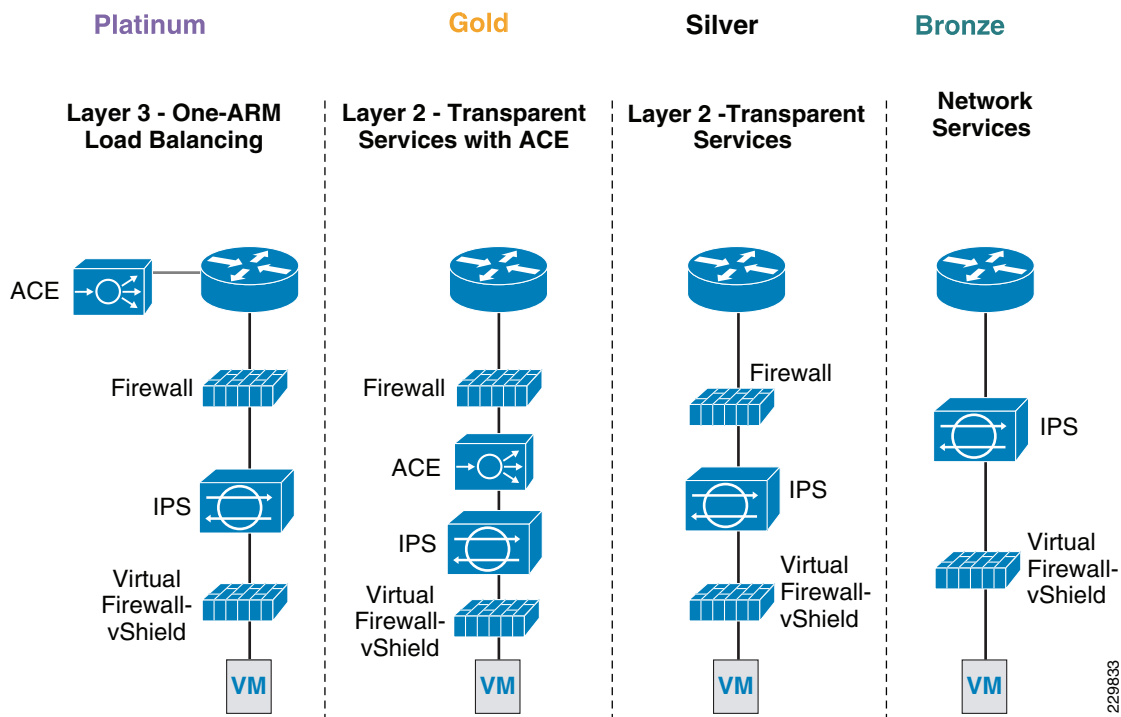 Platinum
Gold
Silver
Bronze
Layer 3 - One-ARM
Load Balancing
Layer 2 - Transparent
Services with ACE
Layer 2 -Transparent
Services
Network
Services
ACE
Firewall
IPS
Virtual
Firewall-
vShield
VM
Firewall
ACE
IPS
Virtual
Firewall-
vShield
VM
Firewall
IPS
Virtual
Firewall-
vShield
VM
IPS
Virtual
Firewall-
vShield
VM
229833